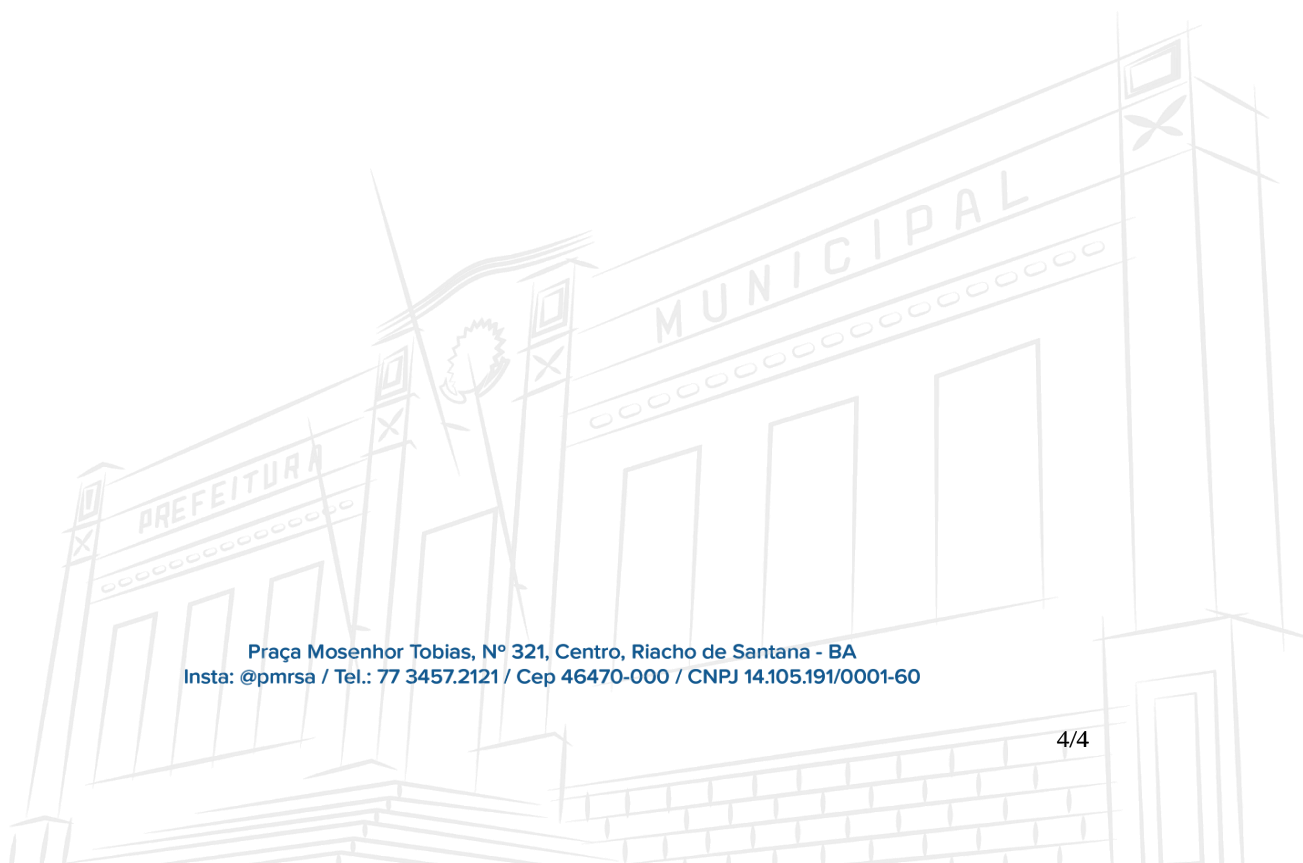 MUNICIPAL
PREFEITURA
Praça Mosenhor Tobias, Nº 321, Centro, Riacho de Santana - BA
Insta: @pmrsa / Tel.: 77 3457.2121 / Cep 46470-000 / CNPJ 14.105.191/0001-60
4/4